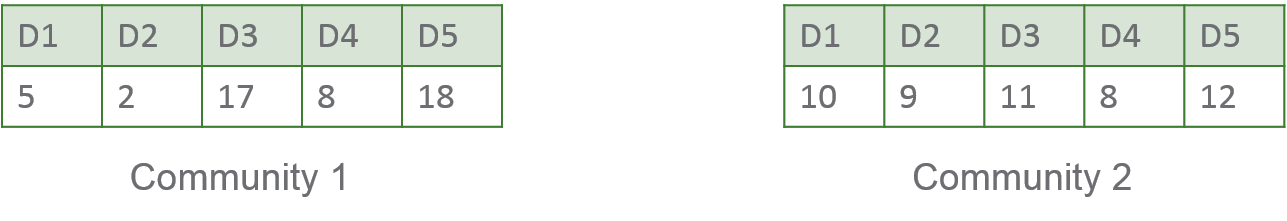 D1 D2 D3 D4 D5
5 2 17 8 18
Community 1
D1 D2 D3 D4 D5
10 9 11 8 12
Community 2